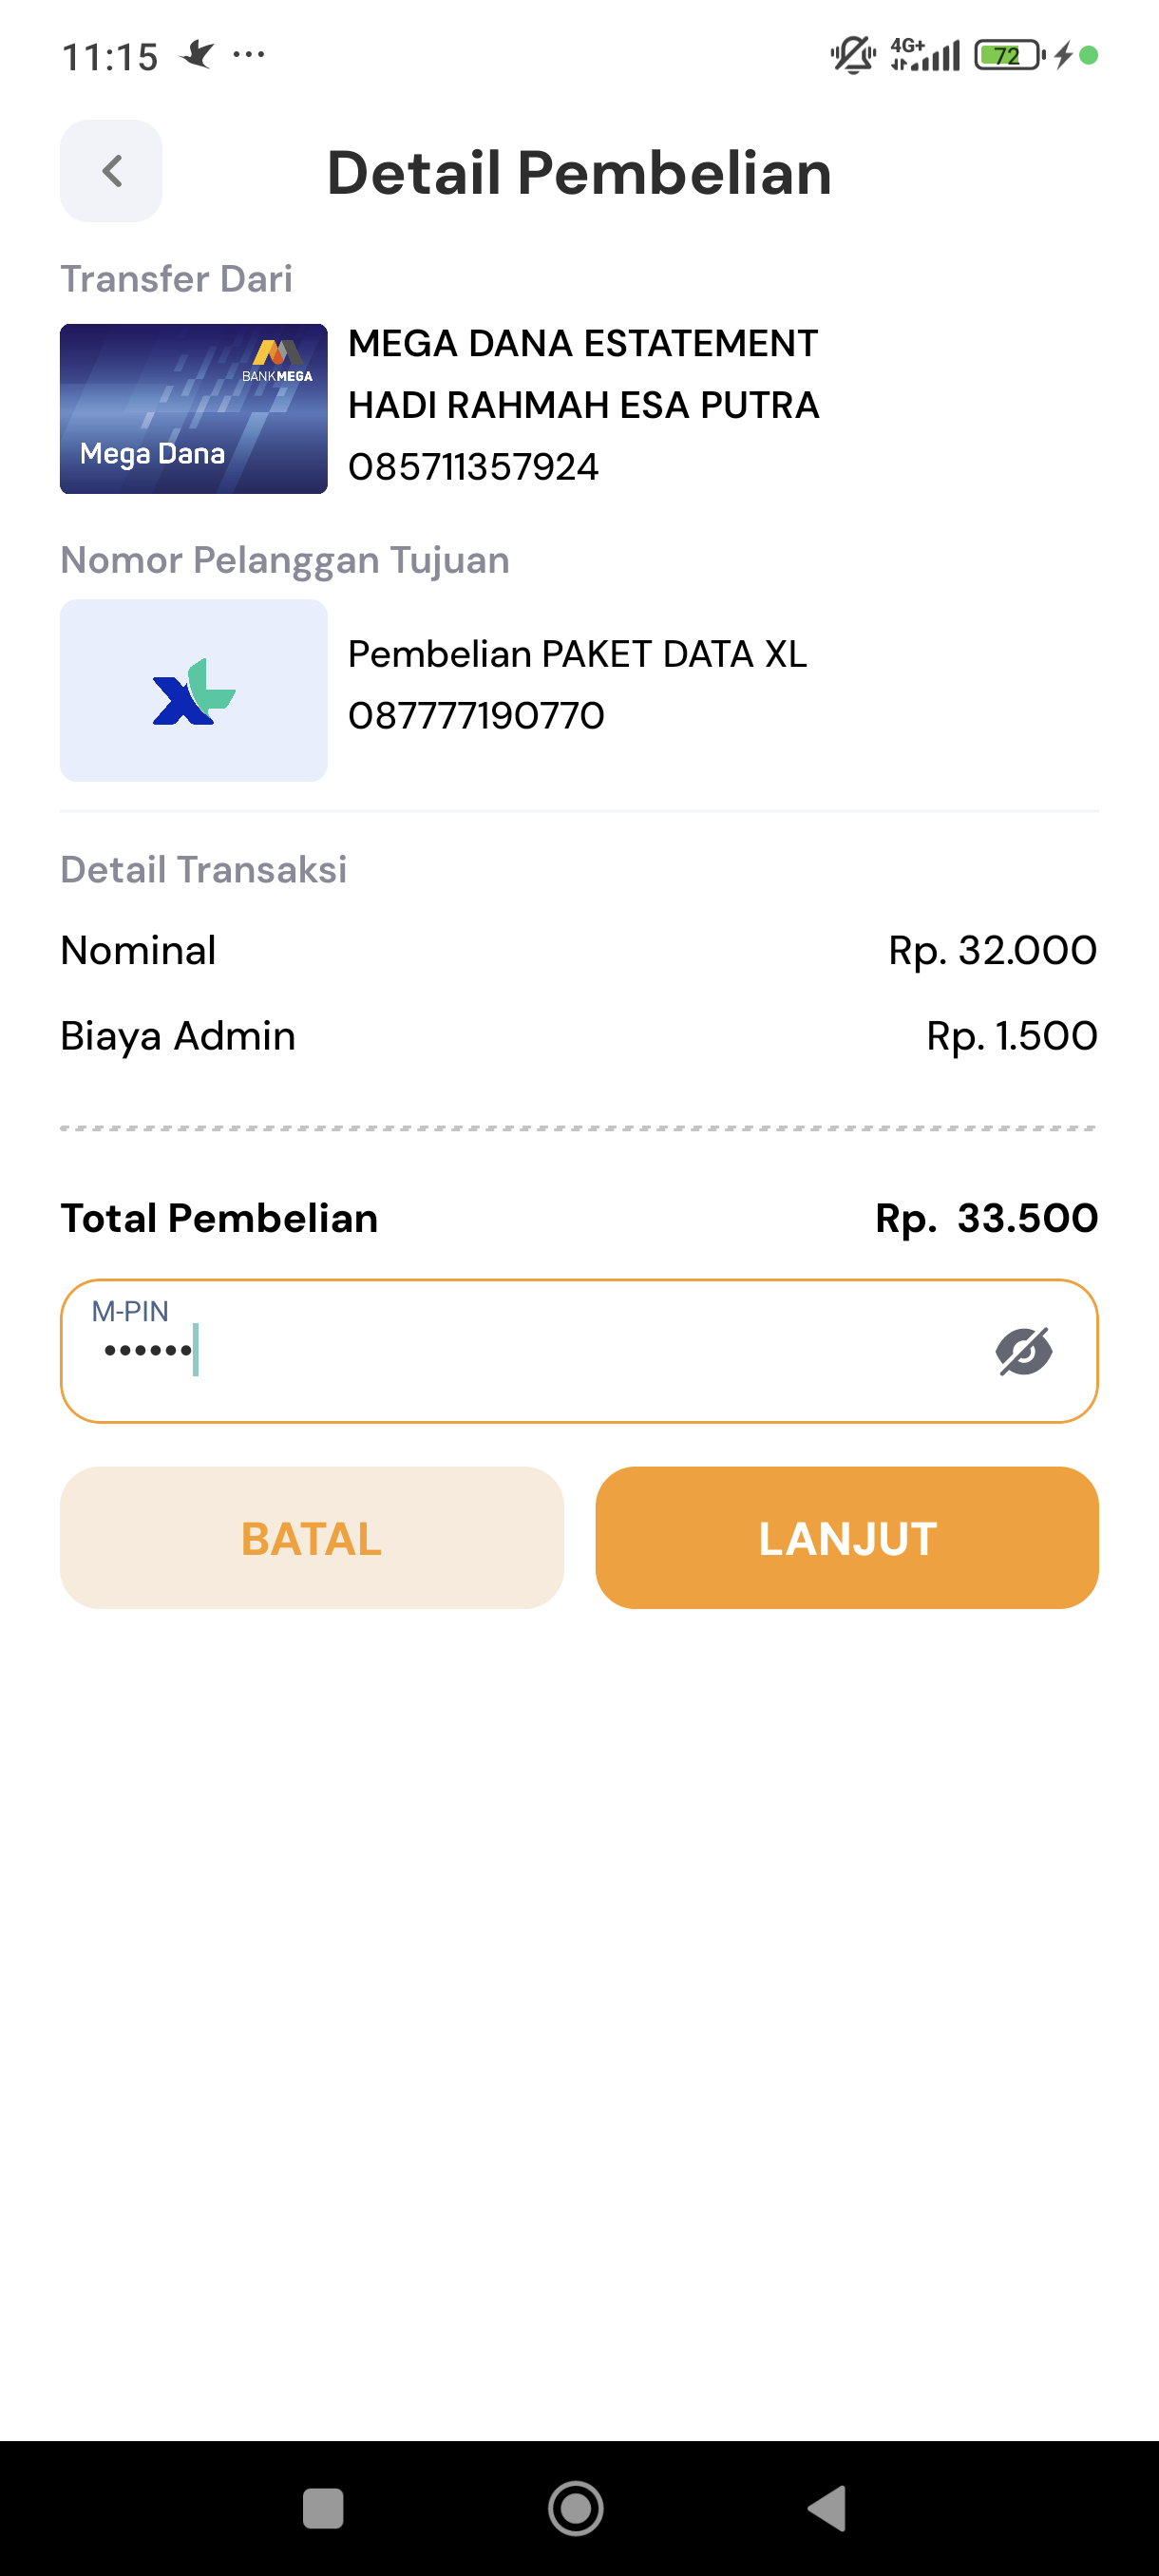 11:15
4G+
72
Detail Pembelian
Transfer Dari
BANKMEGA
Mega Dana
MEGA DANA ESTATEMENT
HADI RAHMAH ESA PUTRA
085711357924
Nomor Pelanggan Tujuan
XL
Pembelian PAKET DATA XL
087777190770
Detail Transaksi
Nominal Rp. 32.000
Biaya Admin Rp. 1.500
Total Pembelian Rp. 33.500
M-PIN
••••••
BATAL LANJUT